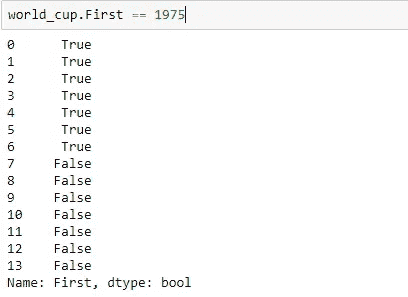 world_cup.First == 1975
0 True
1 True
2 True
3 True
4 True
5 True
6 True
7 False
8 False
9 False
10 False
11 False
12 False
13 False
Name: First, dtype: bool